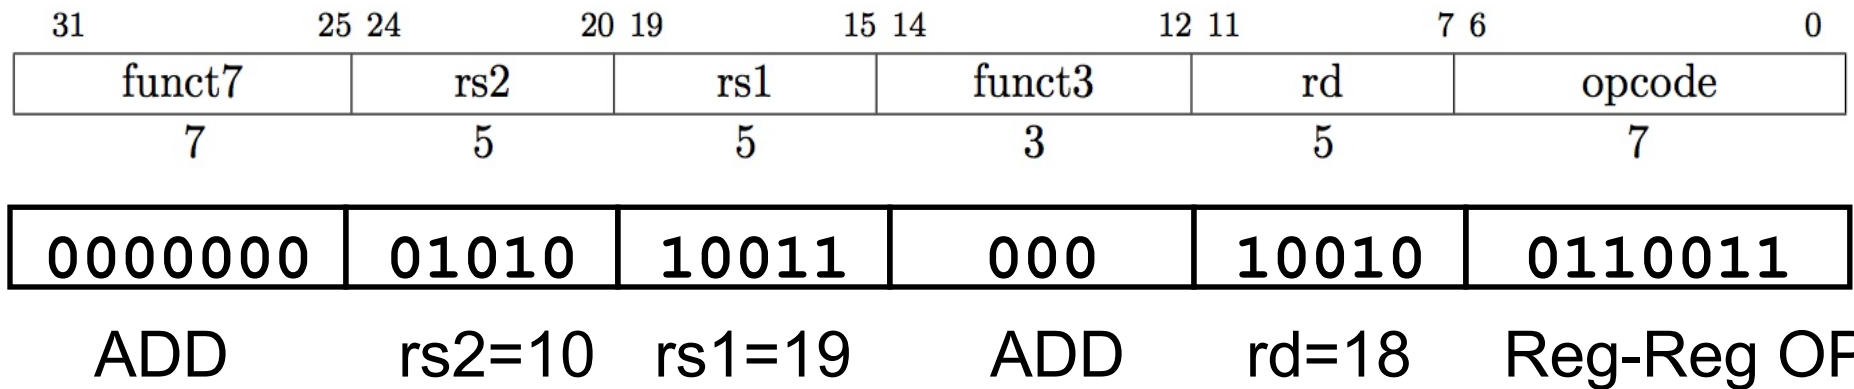 31 25 24 20 19 15 14 12 11 7 6 0
funct7 rs2 rs1 funct3 rd opcode
7 5 5 3 5 7
0000000 01010 10011 000 10010 0110011
ADD rs2=10 rs1=19 ADD rd=18 Reg-Reg OP